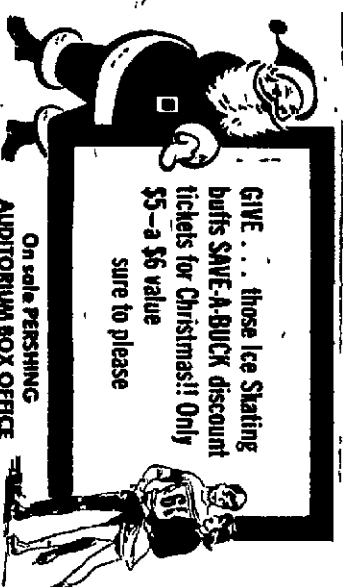 GIVE . . . those Ice Skating
buffs SAVE-A-BUCK discount
tickets for Christmas!! Only
$5—a $6 value
sure to please
On sale PERSHING
AUDITORIUM BOX OFFICE